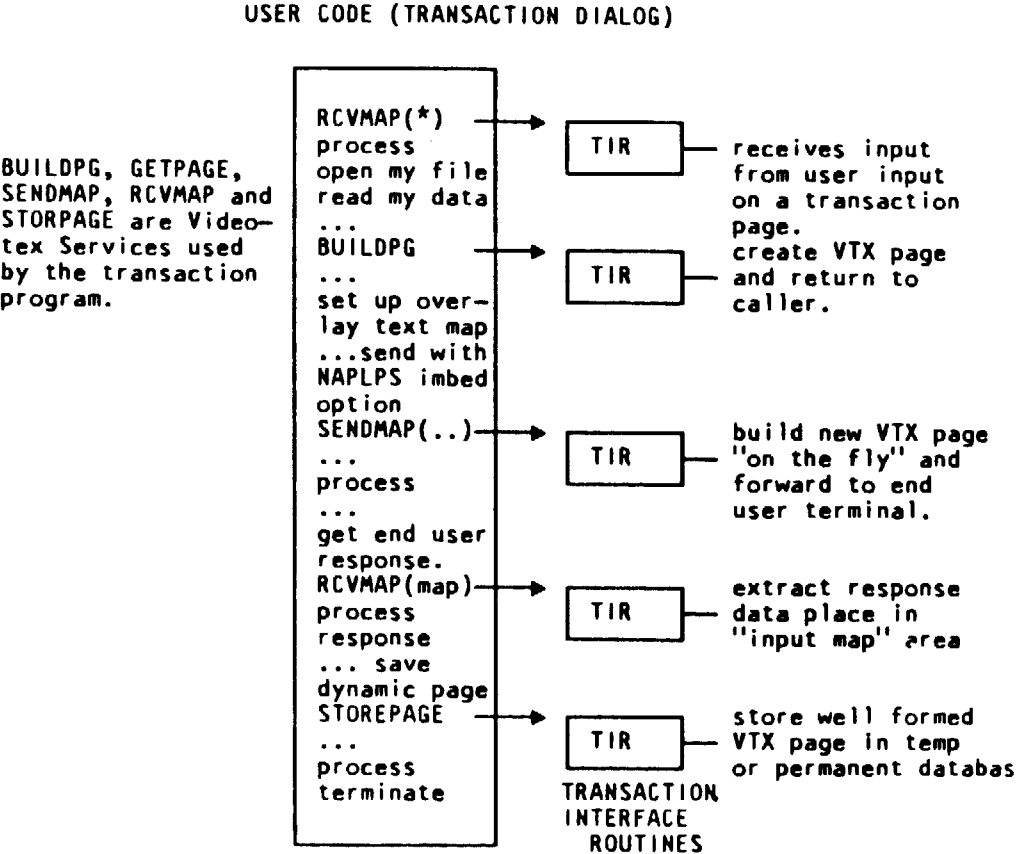 USER CODE (TRANSACTION DIALOG)
BUILDPG, GETPAGE,
SENDMAP, RCVMAP and
STORPAGE are Video-
tex Services used
by the transaction
program.
RCVMAP(*)
process
open my file
read my data
...
BUILDPG
...
set up over-
lay text map
...send with
NAPLPS imbed
option
SENDMAP(..)
...
process
...
get end user
response.
RCVMAP(map)
process
response
... save
dynamic page
STOREPAGE
...
process
terminate
TIR
receives input
from user input
on a transaction
page.
TIR
create VTX page
and return to
caller.
TIR
build new VTX page
"on the fly" and
forward to end
user terminal.
TIR
extract response
data place in
"input map" area
TIR
store well formed
VTX page in temp
or permanent databas
TRANSACTION
INTERFACE
ROUTINES